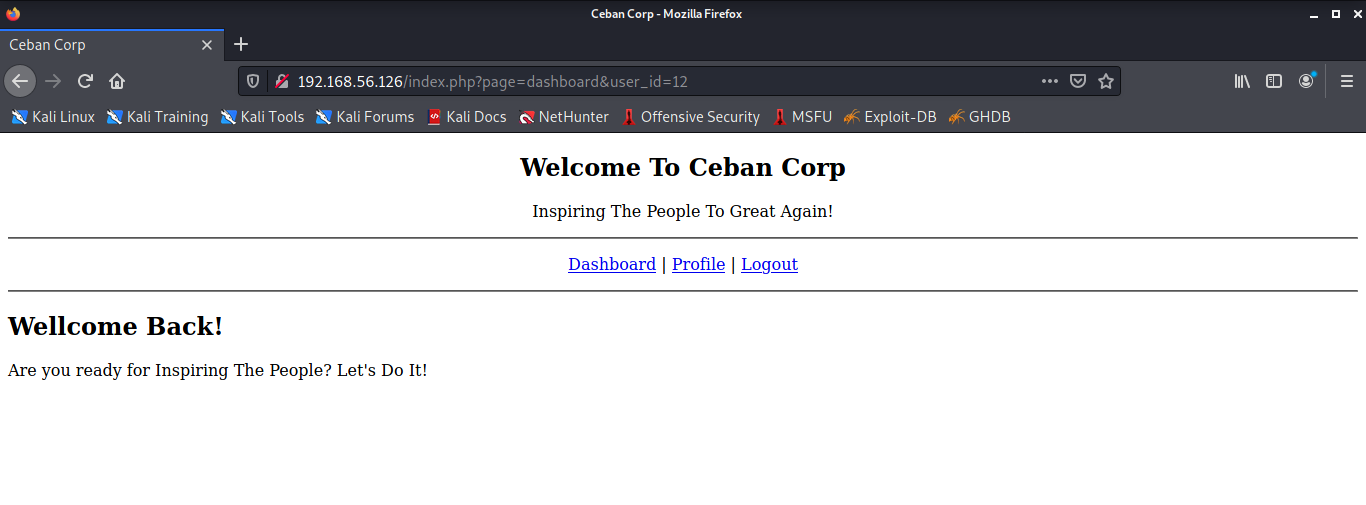 Ceban Corp - Mozilla Firefox
Ceban Corp
192.168.56.126/index.php?page=dashboard&user_id=12
Kali Linux Kali Training Kali Tools Kali Forums Kali Docs NetHunter Offensive Security MSFU Exploit-DB GHDB
Welcome To Ceban Corp
Inspiring The People To Great Again!
Dashboard | Profile | Logout
Wellcome Back!
Are you ready for Inspiring The People? Let's Do It!